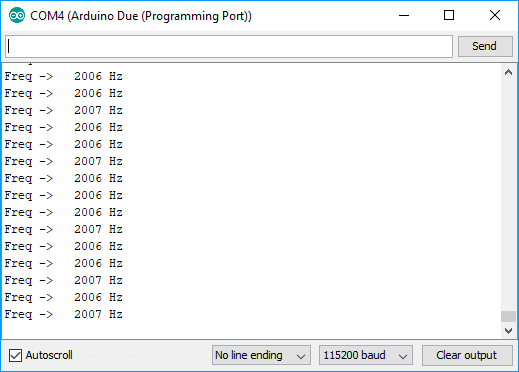 COM4 (Arduino Due (Programming Port))
Send
Freq ->   2006 Hz
Freq ->   2006 Hz
Freq ->   2007 Hz
Freq ->   2006 Hz
Freq ->   2006 Hz
Freq ->   2007 Hz
Freq ->   2006 Hz
Freq ->   2006 Hz
Freq ->   2006 Hz
Freq ->   2007 Hz
Freq ->   2006 Hz
Freq ->   2006 Hz
Freq ->   2007 Hz
Freq ->   2006 Hz
Freq ->   2007 Hz
Autoscroll
No line ending
115200 baud
Clear output